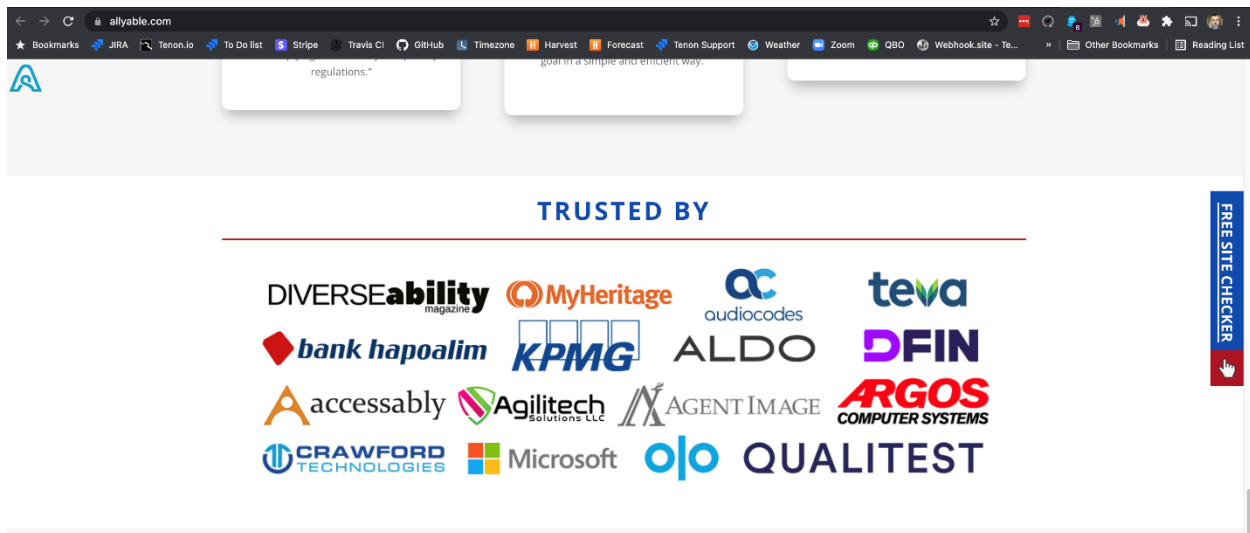 allyable.com
Bookmarks JIRA Tenon.io To Do list Stripe Travis CI GitHub Timezone Harvest Forecast Tenon Support Weather Zoom QBO Webhook.site - Te... » Other Bookmarks Reading List
regulations.”
goal in a simple and efficient way.
TRUSTED BY
FREE SITE CHECKER
DIVERSEability magazine MyHeritage audiocodes teva
bank hapoalim KPMG ALDO DFIN
accessably Agilitech Solutions LLC AGENT IMAGE ARGOS COMPUTER SYSTEMS
CRAWFORD TECHNOLOGIES Microsoft olo QUALITEST